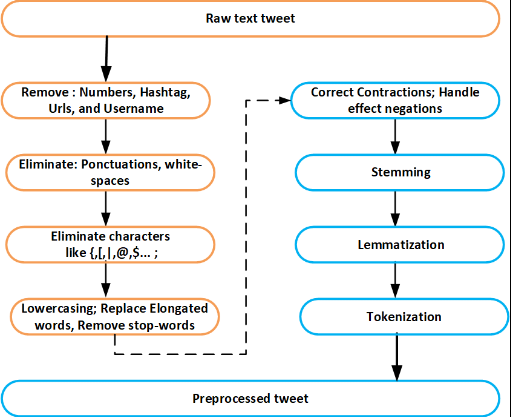 Raw text tweet
Remove : Numbers, Hashtag,
Urls, and Username
Eliminate: Ponctuations, white-
spaces
Eliminate characters
like {,[,|,@,$... ;
Lowercasing; Replace Elongated
words, Remove stop-words
Correct Contractions; Handle
effect negations
Stemming
Lemmatization
Tokenization
Preprocessed tweet